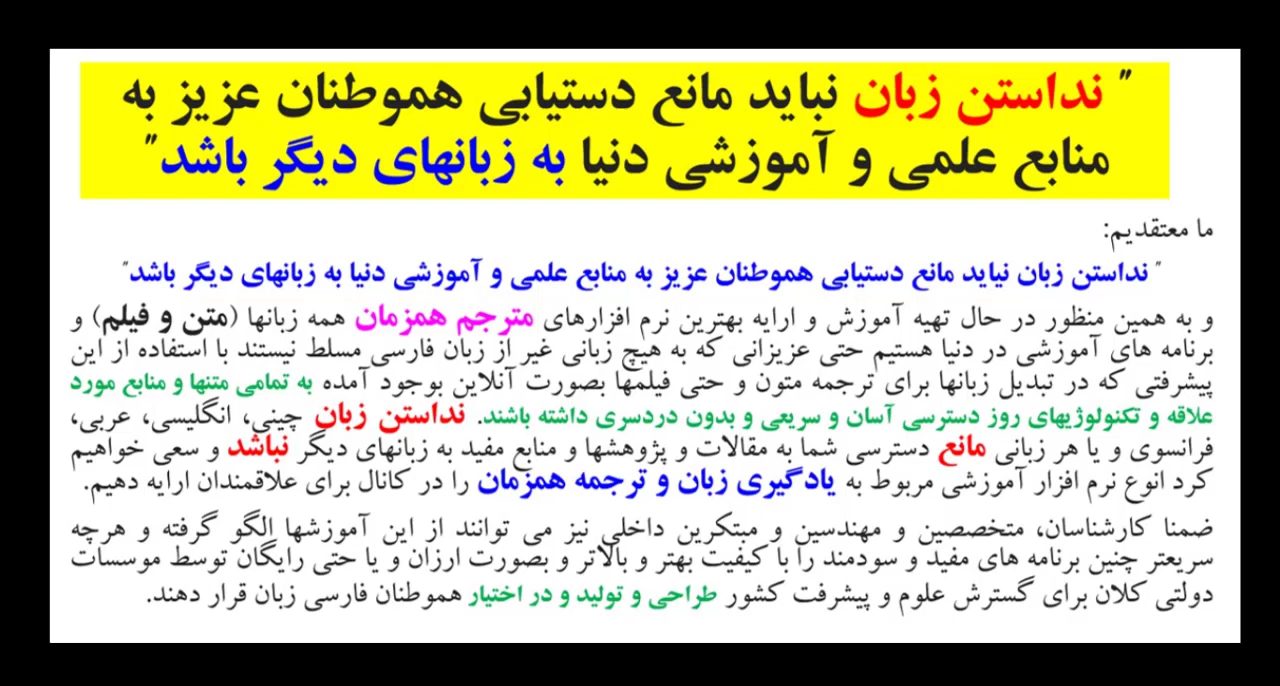 " نداستن زبان نباید مانع دستیابی هموطنان عزیز به
منابع علمی و آموزشی دنیا به زبانهای دیگر باشد"
ما معتقدیم:
" نداستن زبان نیاید مانع دستیابی هموطنان عزیز به منابع علمی و آموزشی دنیا به زبانهای دیگر باشد"
و به همین منظور در حال تهیه آموزش و ارایه بهترین نرم افزارهای مترجم همزمان همه زبانها (متن و فیلم) و
برنامه های آموزشی در دنیا هستیم حتی عزیزانی که به هیچ زبانی غیر از زبان فارسی مسلط نیستند با استفاده از این
پیشرفتی که در تبدیل زبانها برای ترجمه متون و حتی فیلمها بصورت آنلاین بوجود آمده به تمامی متنها و منابع مورد
علاقه و تکنولوژیهای روز دسترسی آسان و سریعی و بدون دردسری داشته باشند. نداستن زبان چینی، انگلیسی، عربی،
فرانسوی و یا هر زبانی مانع دسترسی شما به مقالات و پژوهشها و منابع مفید به زبانهای دیگر نباشد و سعی خواهیم
کرد انوع نرم افزار آموزشی مربوط به یادگیری زبان و ترجمه همزمان را در کانال برای علاقمندان ارایه دهیم.
ضمنا کارشناسان، متخصصین و مهندسین و مبتکرین داخلی نیز می توانند از این آموزشها الگو گرفته و هرچه
سریعتر چنین برنامه های مفید و سودمند را با کیفیت بهتر و بالاتر و بصورت ارزان و یا حتی رایگان توسط موسسات
دولتی کلان برای گسترش علوم و پیشرفت کشور طراحی و تولید و در اختیار هموطنان فارسی زبان قرار دهند.